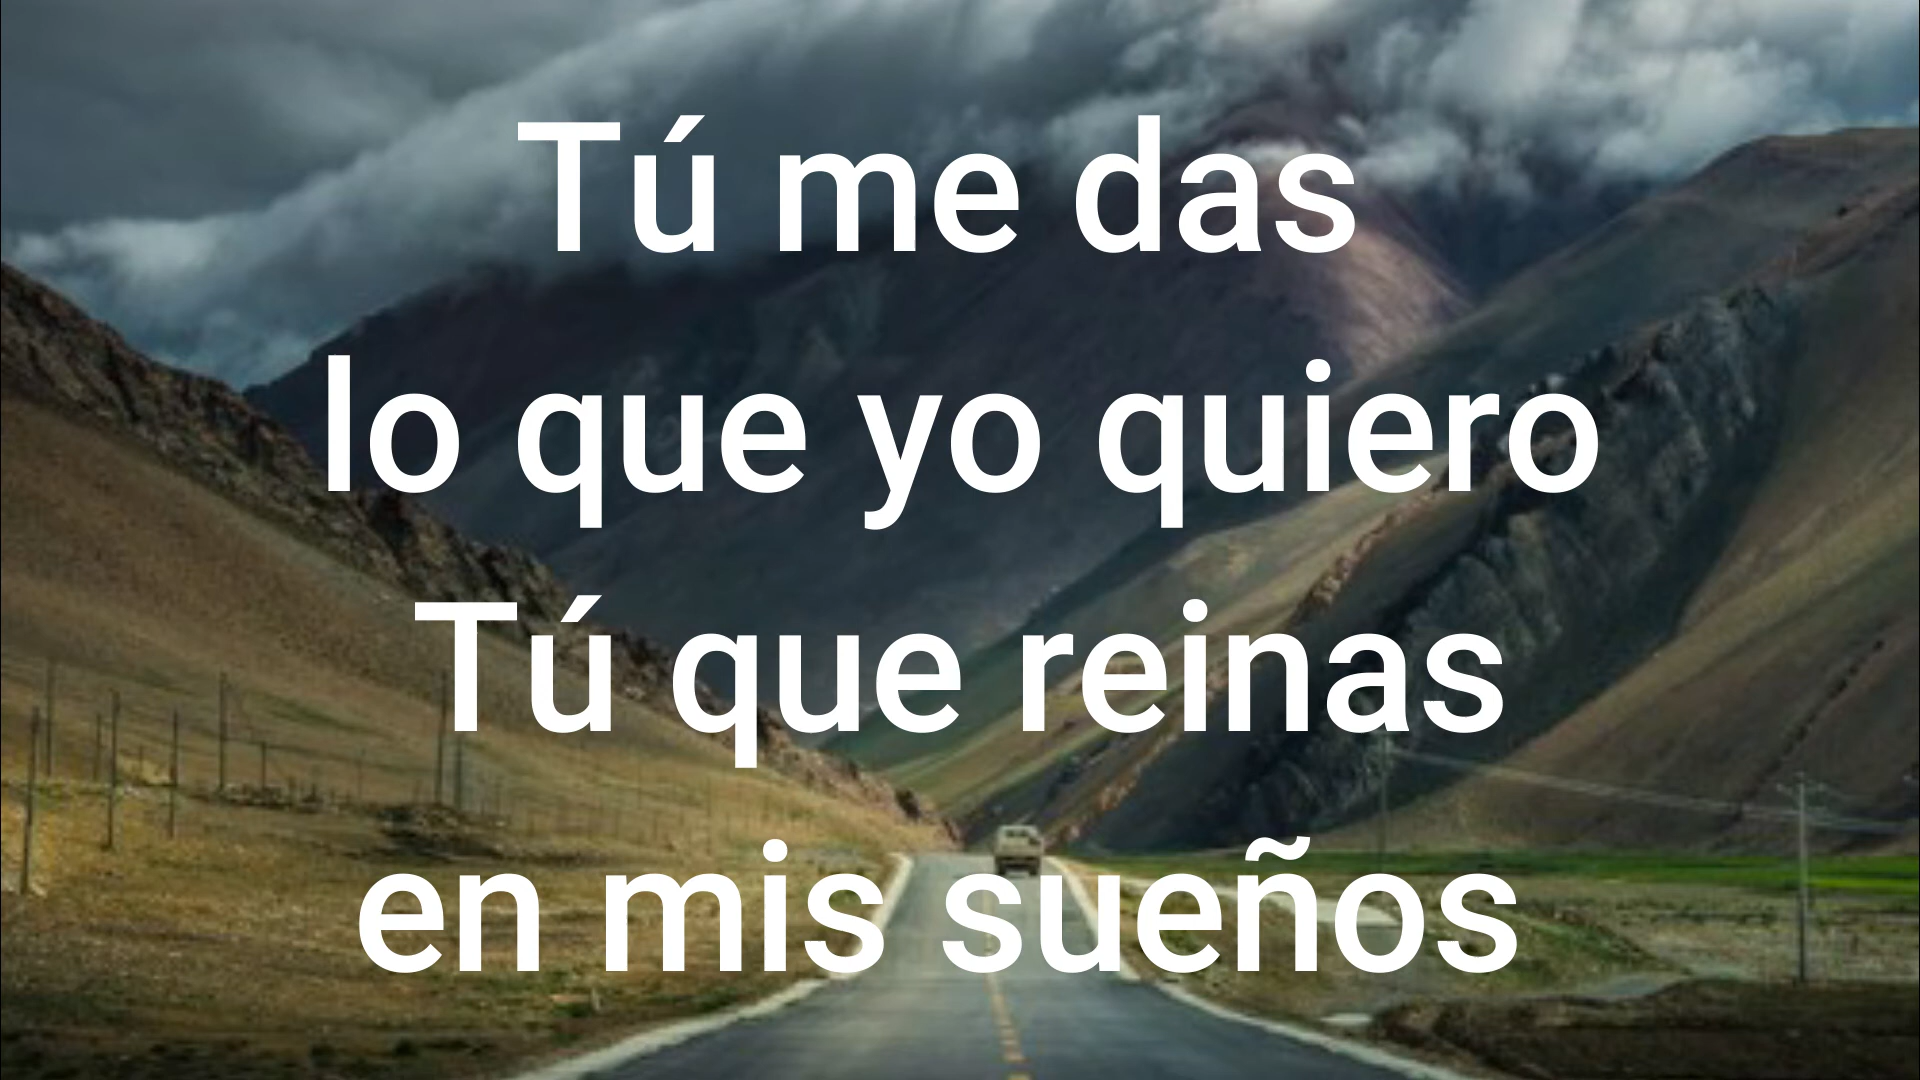 Tú me das
lo que yo quiero
Tú que reinas
en mis sueños